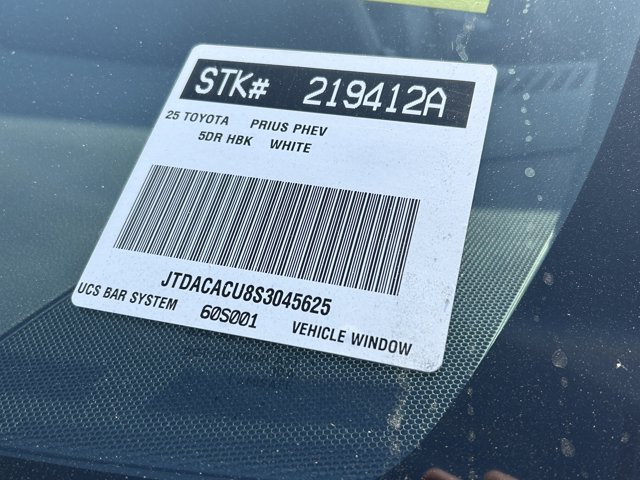 STK# 219412A
25 TOYOTA PRIUS PHEV
5DR HBK WHITE
JTDACACU8S3045625
UCS BAR SYSTEM 60S001 VEHICLE WINDOW